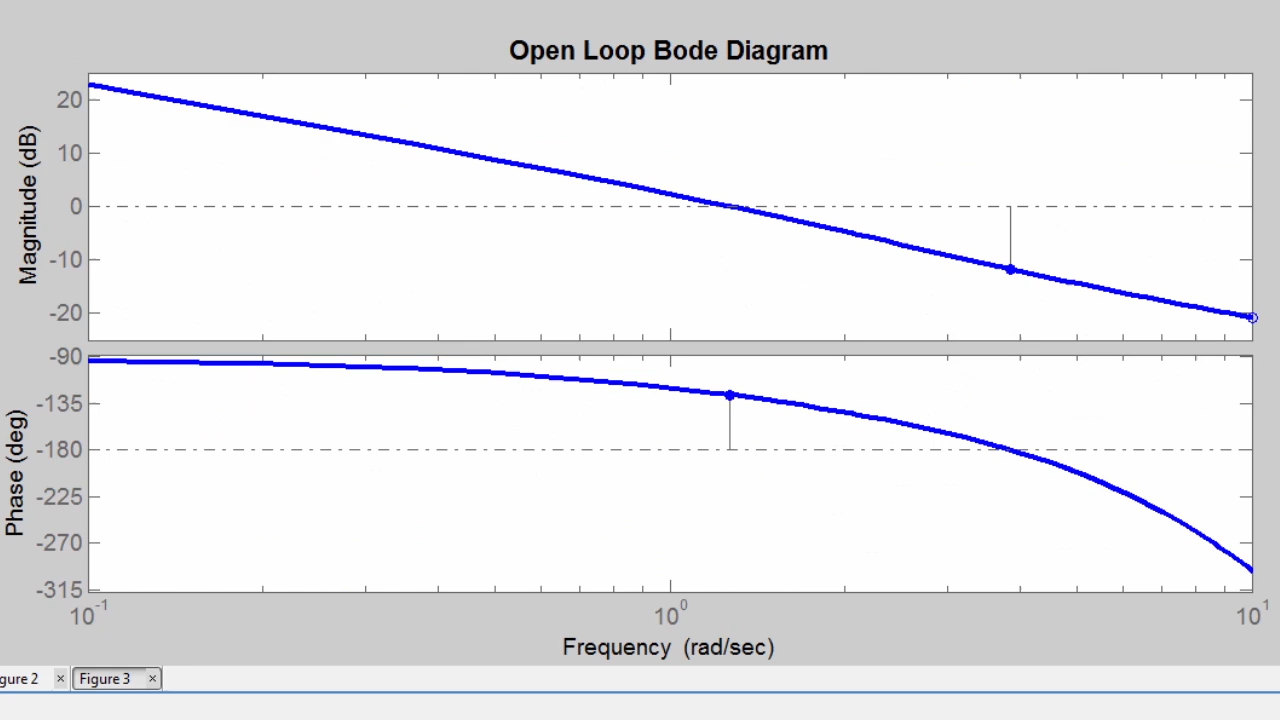 Open Loop Bode Diagram
Magnitude (dB)
20
10
0
-10
-20
Phase (deg)
-90
-135
-180
-225
-270
-315
10^-1 10^0 10^1
Frequency (rad/sec)
gure 2 × Figure 3 ×